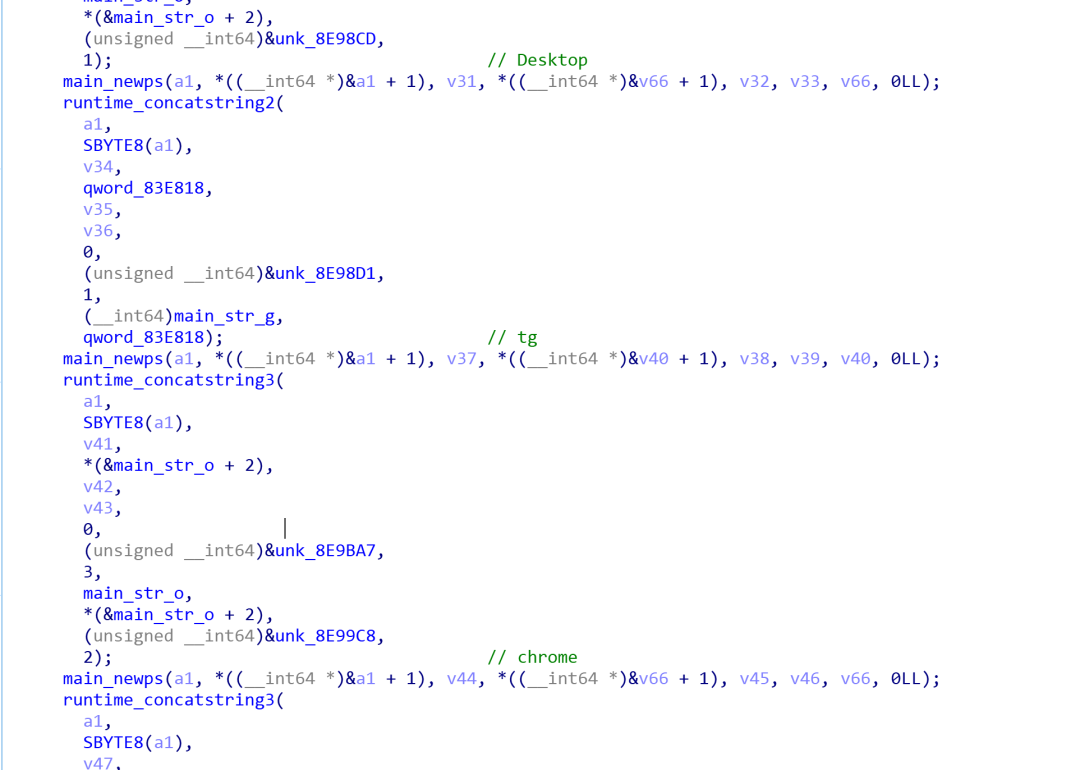 *(&main_str_o + 2),
(unsigned __int64)&unk_8E98CD,
1); // Desktop
main_newps(a1, *((__int64 *)&a1 + 1), v31, *((__int64 *)&v66 + 1), v32, v33, v66, 0LL);
runtime_concatstring2(
a1,
SBYTE8(a1),
v34,
qword_83E818,
v35,
v36,
0,
(unsigned __int64)&unk_8E98D1,
1,
(__int64)main_str_g,
qword_83E818); // tg
main_newps(a1, *((__int64 *)&a1 + 1), v37, *((__int64 *)&v40 + 1), v38, v39, v40, 0LL);
runtime_concatstring3(
a1,
SBYTE8(a1),
v41,
*(&main_str_o + 2),
v42,
v43,
0,
(unsigned __int64)&unk_8E9BA7,
3,
main_str_o,
*(&main_str_o + 2),
(unsigned __int64)&unk_8E99C8,
2); // chrome
main_newps(a1, *((__int64 *)&a1 + 1), v44, *((__int64 *)&v66 + 1), v45, v46, v66, 0LL);
runtime_concatstring3(
a1,
SBYTE8(a1),
v47,